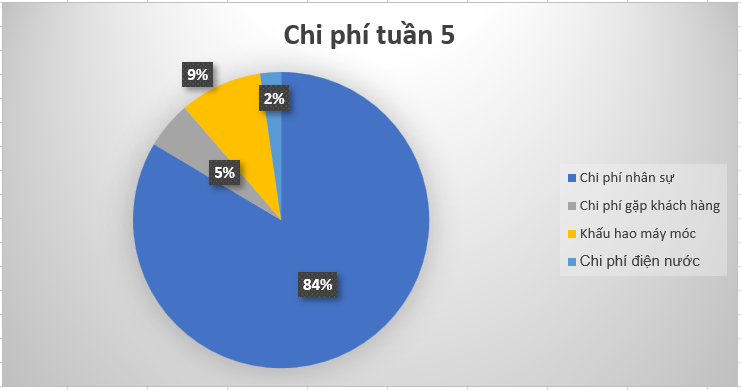 Chi phí tuần 5
9%
2%
5%
84%
Chi phí nhân sự
Chi phí gặp khách hàng
Khấu hao máy móc
Chi phí điện nước